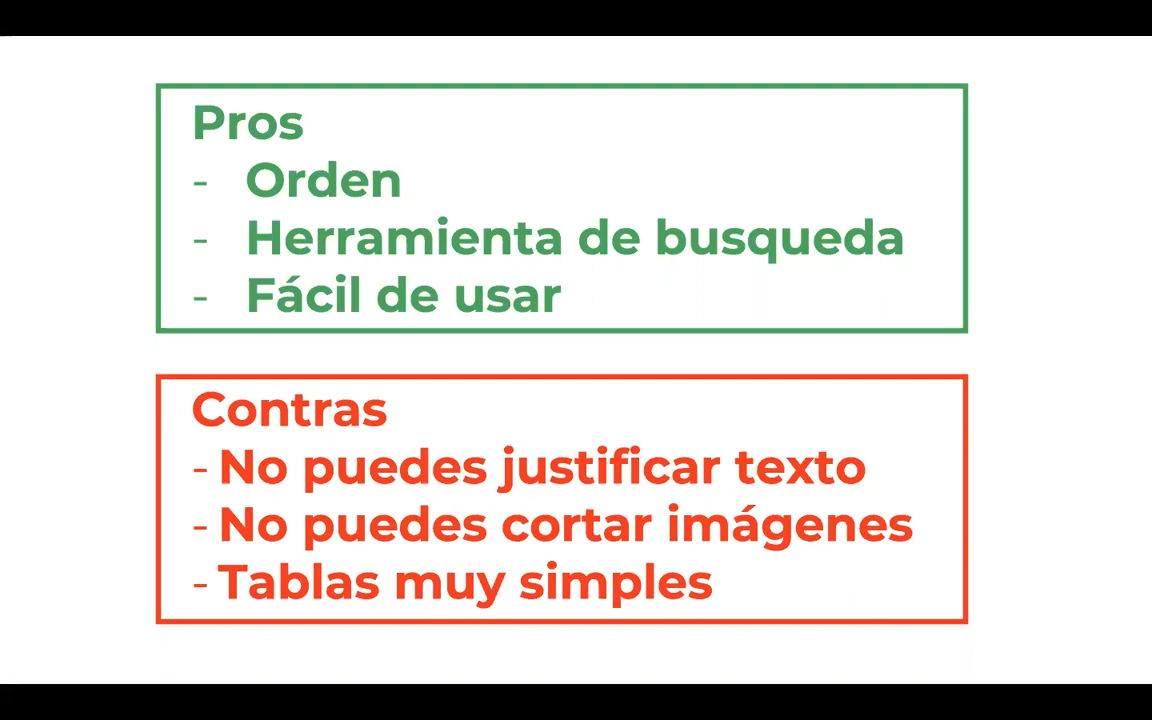 Pros
- Orden
- Herramienta de busqueda
- Fácil de usar
Contras
- No puedes justificar texto
- No puedes cortar imágenes
- Tablas muy simples